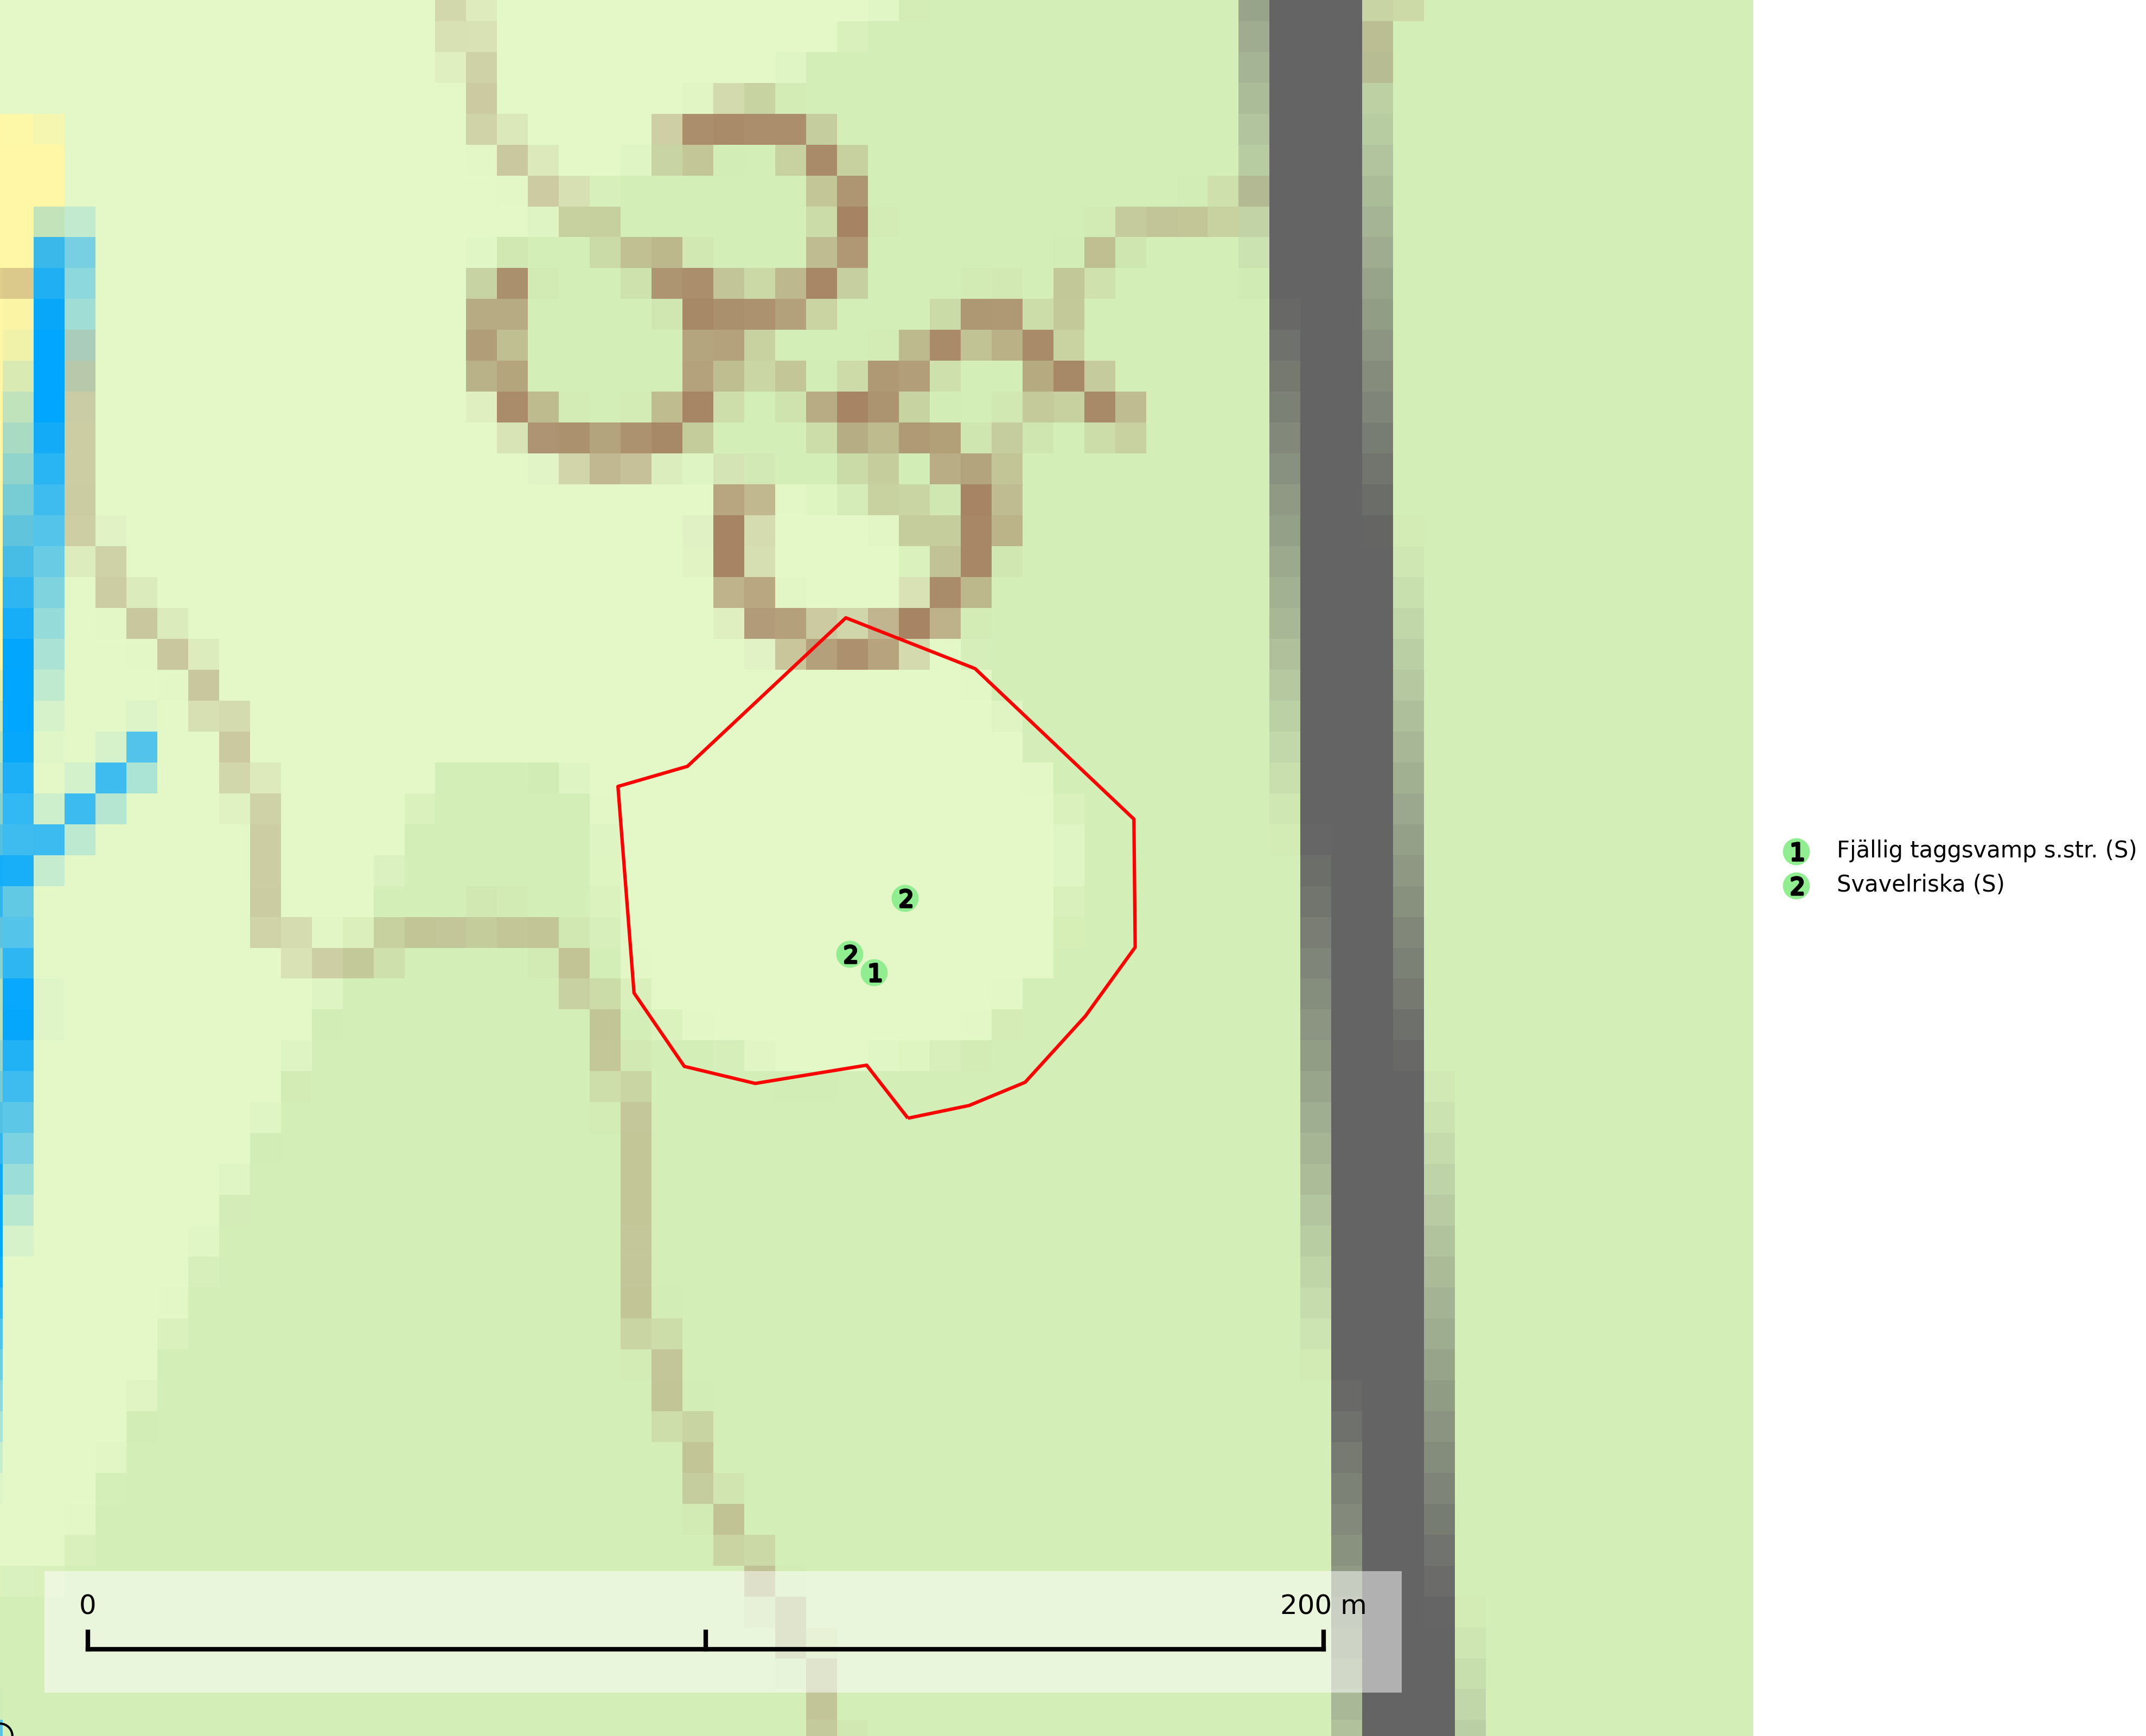 1 Fjällig taggsvamp s.str. (S)
2 Svavelriska (S)
2
2
1
0 200 m